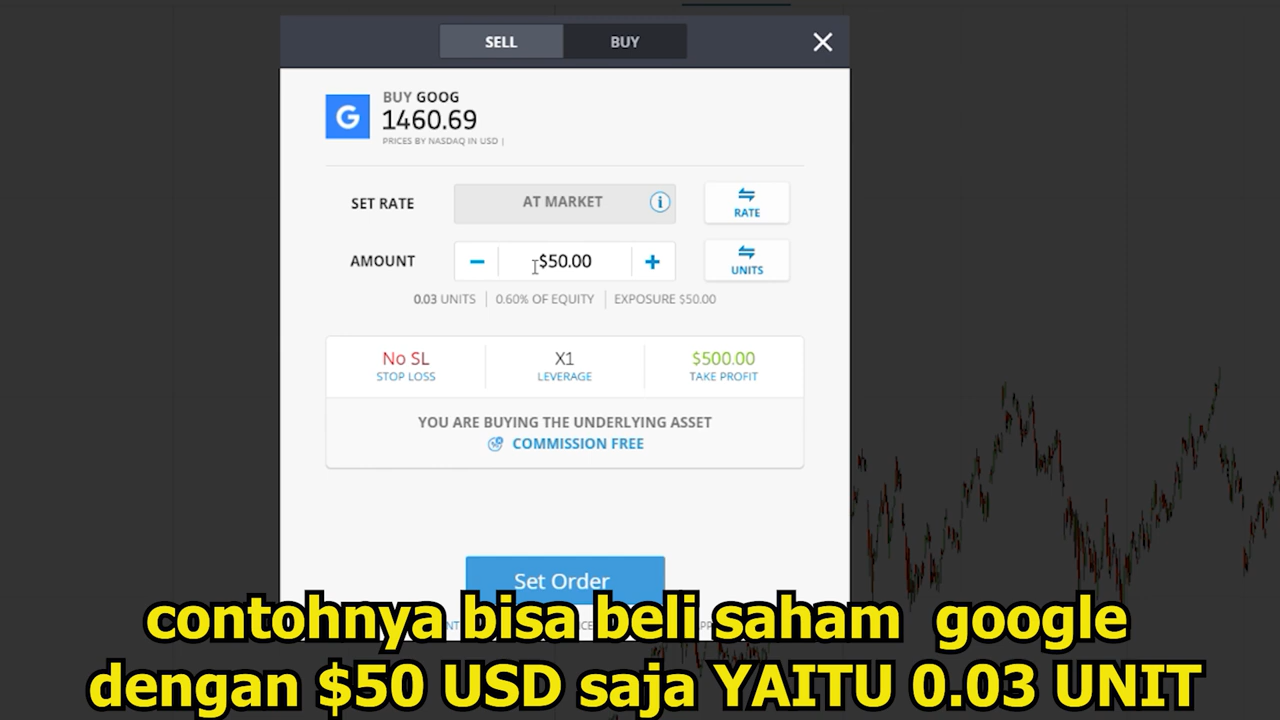 SELL BUY
BUY GOOG
1460.69
PRICES BY NASDAQ IN USD |
SET RATE AT MARKET RATE
AMOUNT $50.00 UNITS
0.03 UNITS | 0.60% OF EQUITY | EXPOSURE $50.00
No SL X1 $500.00
STOP LOSS LEVERAGE TAKE PROFIT
YOU ARE BUYING THE UNDERLYING ASSET
COMMISSION FREE
Set Order
contohnya bisa beli saham google
dengan $50 USD saja YAITU 0.03 UNIT